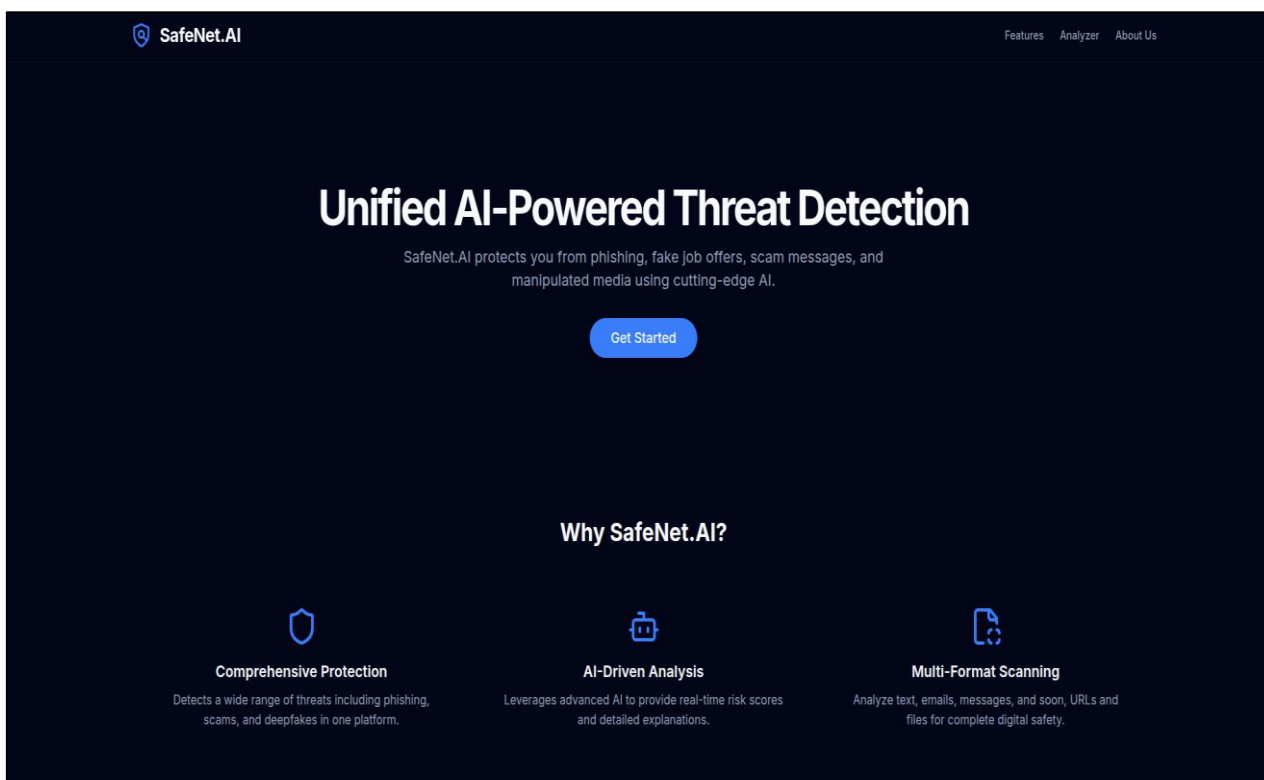 SafeNet.AI
Features Analyzer About Us
Unified AI-Powered Threat Detection
SafeNet.AI protects you from phishing, fake job offers, scam messages, and
manipulated media using cutting-edge AI.
Get Started
Why SafeNet.AI?
Comprehensive Protection
Detects a wide range of threats including phishing,
scams, and deepfakes in one platform.
AI-Driven Analysis
Leverages advanced AI to provide real-time risk scores
and detailed explanations.
Multi-Format Scanning
Analyze text, emails, messages, and soon, URLs and
files for complete digital safety.